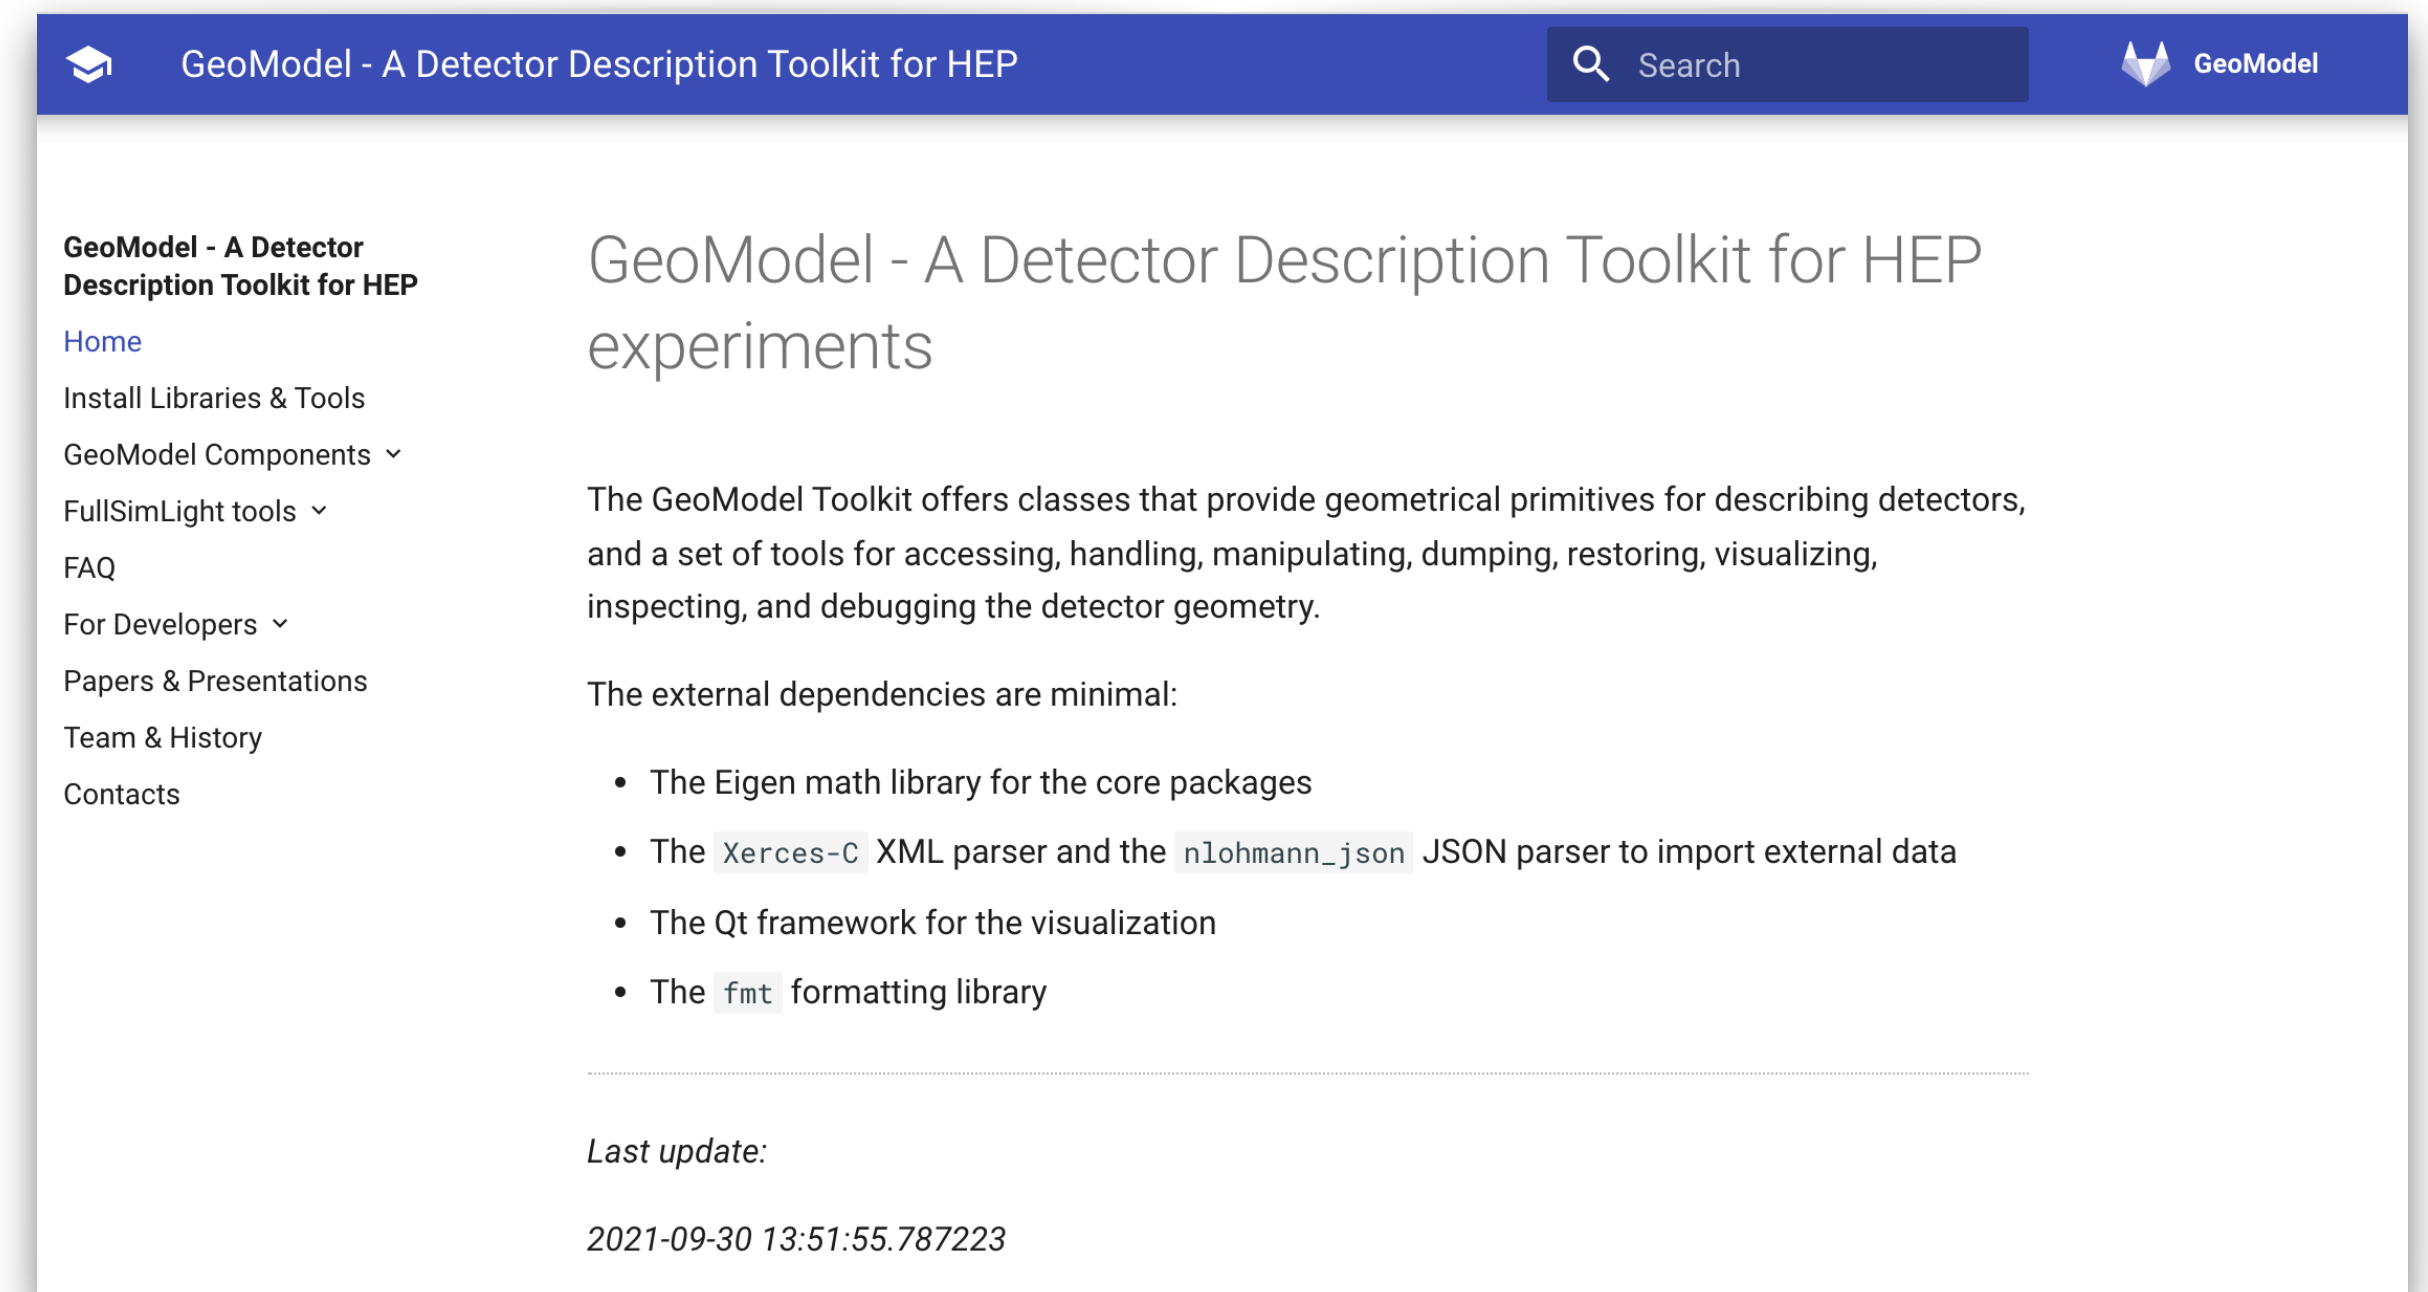 GeoModel - A Detector Description Toolkit for HEP
Search
GeoModel
GeoModel - A Detector
Description Toolkit for HEP
Home
Install Libraries & Tools
GeoModel Components
FullSimLight tools
FAQ
For Developers
Papers & Presentations
Team & History
Contacts
GeoModel - A Detector Description Toolkit for HEP
experiments
The GeoModel Toolkit offers classes that provide geometrical primitives for describing detectors,
and a set of tools for accessing, handling, manipulating, dumping, restoring, visualizing,
inspecting, and debugging the detector geometry.
The external dependencies are minimal:
• The Eigen math library for the core packages
• The Xerces-C XML parser and the nlohmann_json JSON parser to import external data
• The Qt framework for the visualization
• The fmt formatting library
Last update:
2021-09-30 13:51:55.787223